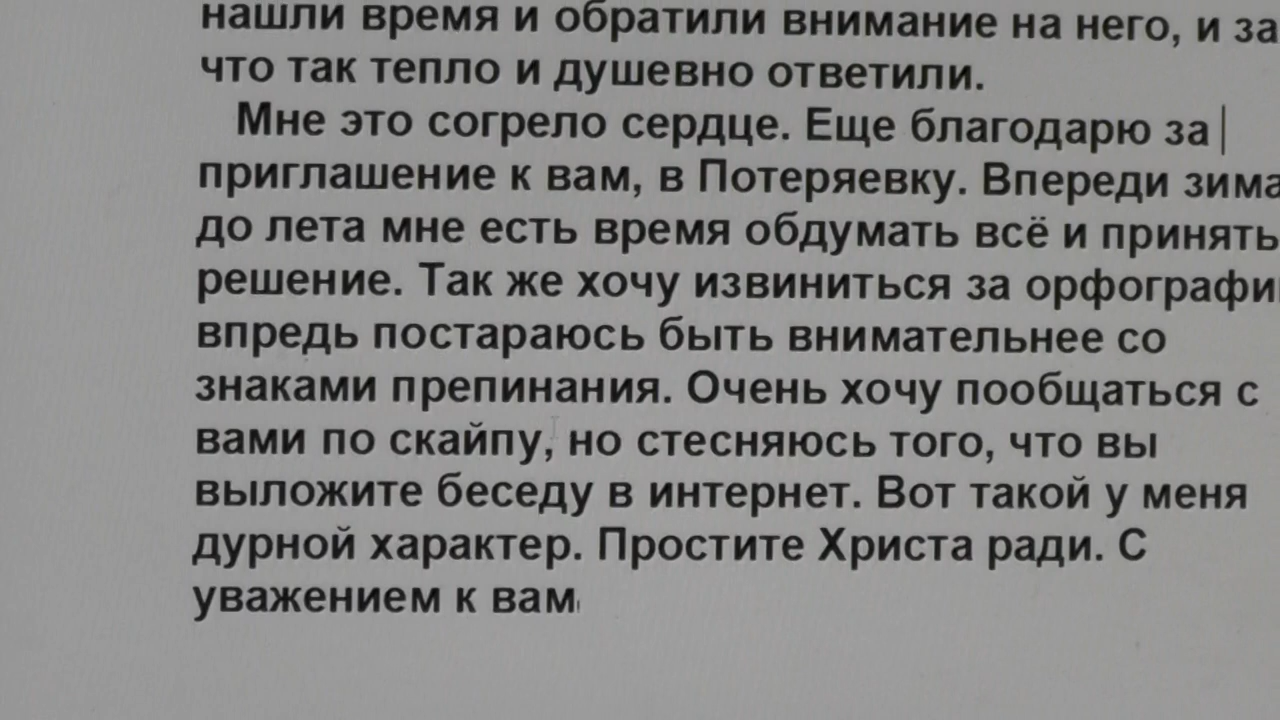 нашли время и обратили внимание на него, и за
что так тепло и душевно ответили.
Мне это согрело сердце. Еще благодарю за
приглашение к вам, в Потеряевку. Впереди зима
до лета мне есть время обдумать всё и принять
решение. Так же хочу извиниться за орфографи
впредь постараюсь быть внимательнее со
знаками препинания. Очень хочу пообщаться с
вами по скайпу, но стесняюсь того, что вы
выложите беседу в интернет. Вот такой у меня
дурной характер. Простите Христа ради. С
уважением к вам